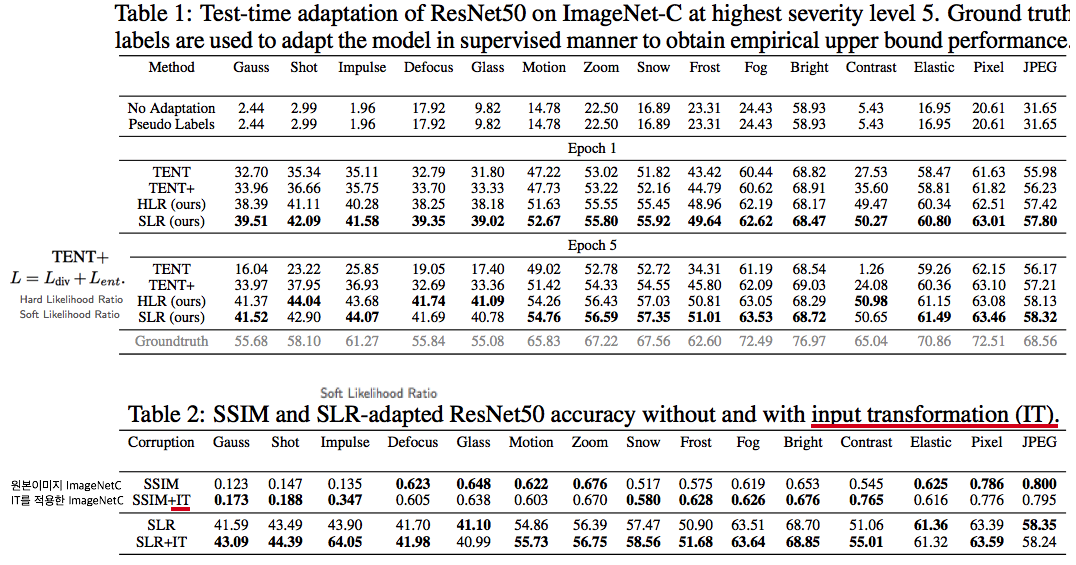 Table 1: Test-time adaptation of ResNet50 on ImageNet-C at highest severity level 5. Ground truth
labels are used to adapt the model in supervised manner to obtain empirical upper bound performance.
Method Gauss Shot Impulse Defocus Glass Motion Zoom Snow Frost Fog Bright Contrast Elastic Pixel JPEG
No Adaptation 2.44 2.99 1.96 17.92 9.82 14.78 22.50 16.89 23.31 24.43 58.93 5.43 16.95 20.61 31.65
Pseudo Labels 2.44 2.99 1.96 17.92 9.82 14.78 22.50 16.89 23.31 24.43 58.93 5.43 16.95 20.61 31.65
Epoch 1
TENT 32.70 35.34 35.11 32.79 31.80 47.22 53.02 51.82 43.42 60.44 68.82 27.53 58.47 61.63 55.98
TENT+ 33.96 36.66 35.75 33.70 33.33 47.73 53.22 52.16 44.79 60.62 68.91 35.60 58.81 61.82 56.23
HLR (ours) 38.39 41.11 40.28 38.25 38.18 51.63 55.55 55.45 48.96 62.19 68.17 49.47 60.34 62.51 57.42
SLR (ours) 39.51 42.09 41.58 39.35 39.02 52.67 55.80 55.92 49.64 62.62 68.47 50.27 60.80 63.01 57.80
Epoch 5
TENT 16.04 23.22 25.85 19.05 17.40 49.02 52.78 52.72 34.31 61.19 68.54 1.26 59.26 62.15 56.17
TENT+ 33.97 37.95 36.93 32.69 33.36 51.42 54.33 54.55 45.80 62.09 69.03 24.08 60.36 63.10 57.21
HLR (ours) 41.37 44.04 43.68 41.74 41.09 54.26 56.43 57.03 50.81 63.05 68.29 50.98 61.15 63.08 58.13
SLR (ours) 41.52 42.90 44.07 41.69 40.78 54.76 56.59 57.35 51.01 63.53 68.72 50.65 61.49 63.46 58.32
Groundtruth 55.68 58.10 61.27 55.84 55.08 65.83 67.22 67.56 62.60 72.49 76.97 65.04 70.86 72.51 68.56
TENT+
L = L_div + L_ent.
Hard Likelihood Ratio
Soft Likelihood Ratio
Soft Likelihood Ratio
Table 2: SSIM and SLR-adapted ResNet50 accuracy without and with input transformation (IT).
Corruption Gauss Shot Impulse Defocus Glass Motion Zoom Snow Frost Fog Bright Contrast Elastic Pixel JPEG
원본이미지 ImageNetC SSIM 0.123 0.147 0.135 0.623 0.648 0.622 0.676 0.517 0.575 0.619 0.653 0.545 0.625 0.786 0.800
IT를 적용한 ImageNetC SSIM+IT 0.173 0.188 0.347 0.605 0.638 0.603 0.670 0.580 0.628 0.626 0.676 0.765 0.616 0.776 0.795
SLR 41.59 43.49 43.90 41.70 41.10 54.86 56.39 57.47 50.90 63.51 68.70 51.06 61.36 63.39 58.35
SLR+IT 43.09 44.39 64.05 41.98 40.99 55.73 56.75 58.56 51.68 63.64 68.85 55.01 61.32 63.59 58.24